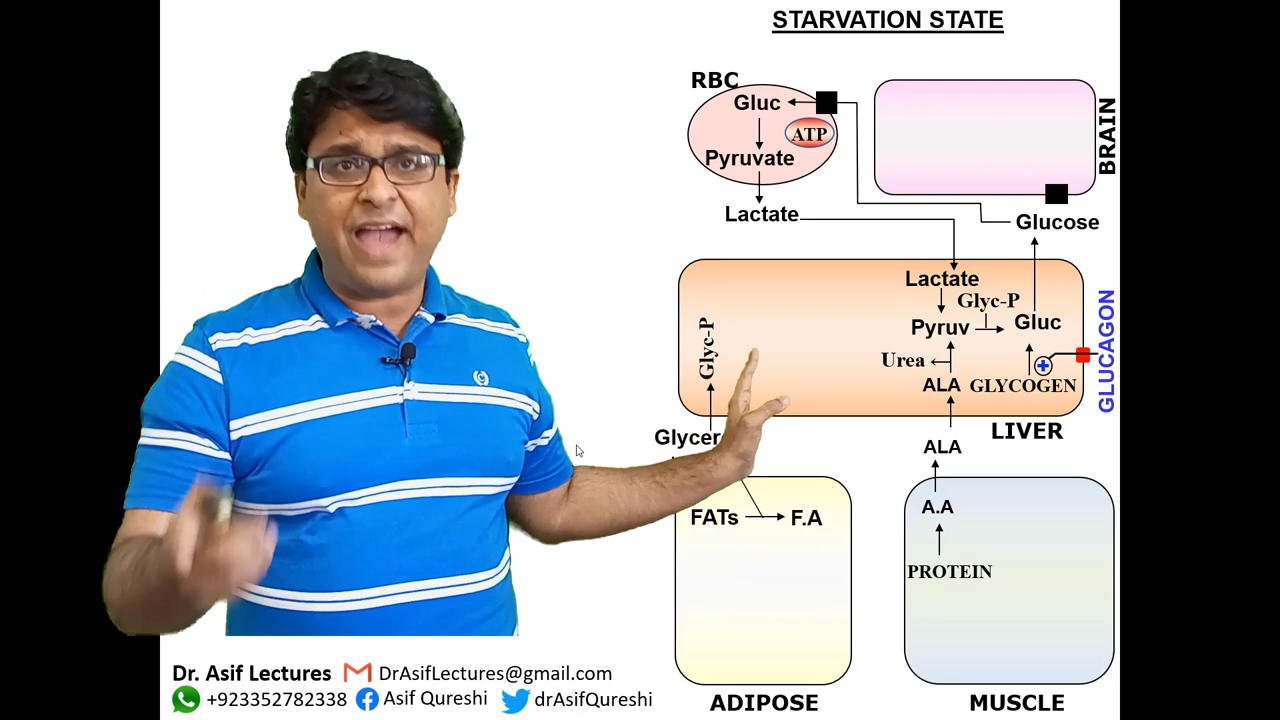 STARVATION STATE
RBC
Gluc
ATP
Pyruvate
Lactate
BRAIN
Glucose
Lactate
Glyc-P
Pyruv
Gluc
Urea
ALA
GLYCOGEN
Glyc-P
GLUCAGON
LIVER
Glycer
ALA
FATs
F.A
A.A
PROTEIN
ADIPOSE
MUSCLE
Dr. Asif Lectures
DrAsifLectures@gmail.com
+923352782338
Asif Qureshi
drAsifQureshi